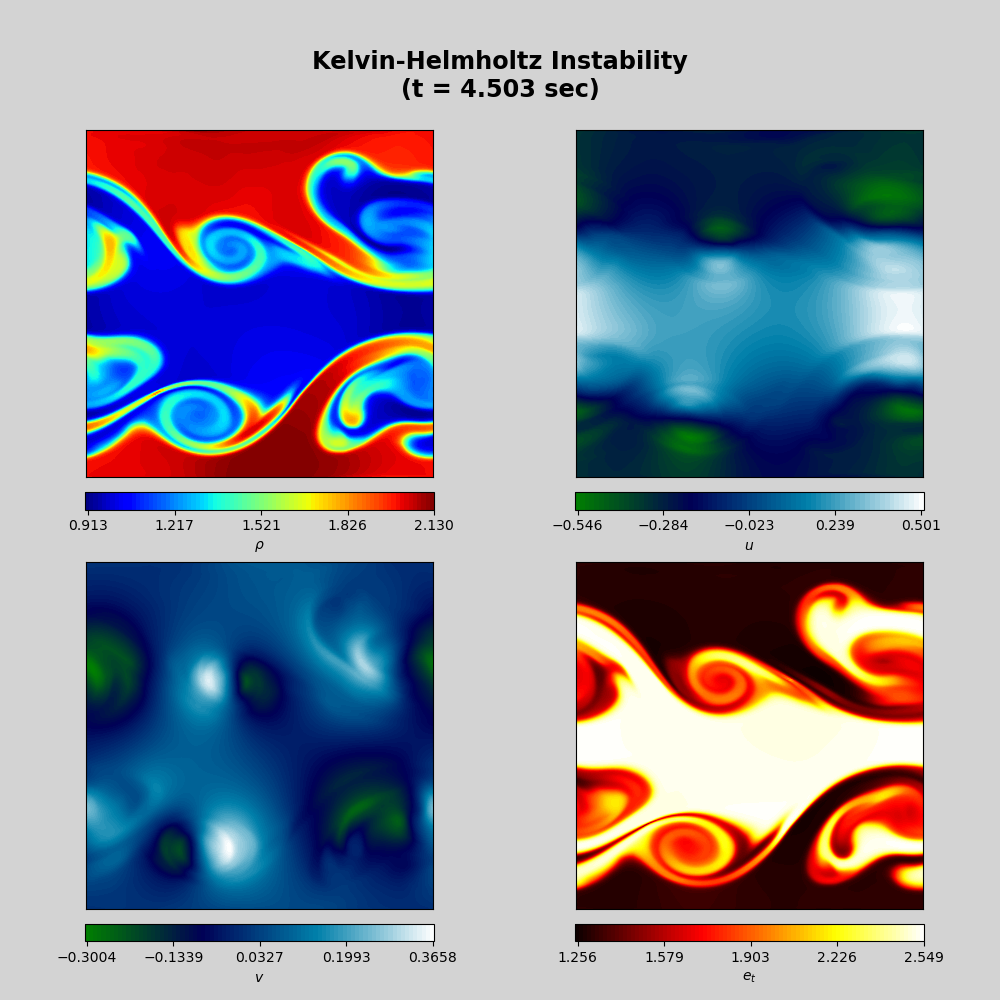 Kelvin-Helmholtz Instability
(t = 4.503 sec)
0.913 1.217 1.521 1.826 2.130
ρ
−0.546 −0.284 −0.023 0.239 0.501
u
−0.3004 −0.1339 0.0327 0.1993 0.3658
v
1.256 1.579 1.903 2.226 2.549
e_t